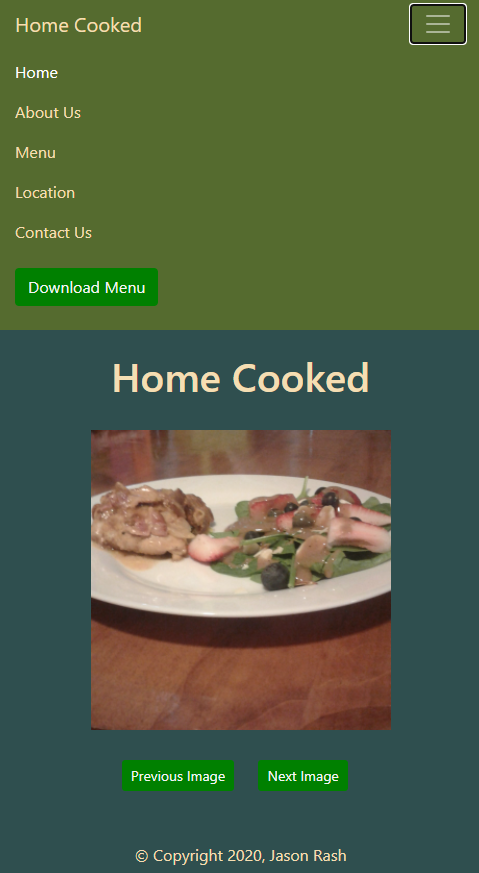 Home Cooked
Home
About Us
Menu
Location
Contact Us
Download Menu
Home Cooked
Previous Image
Next Image
© Copyright 2020, Jason Rash